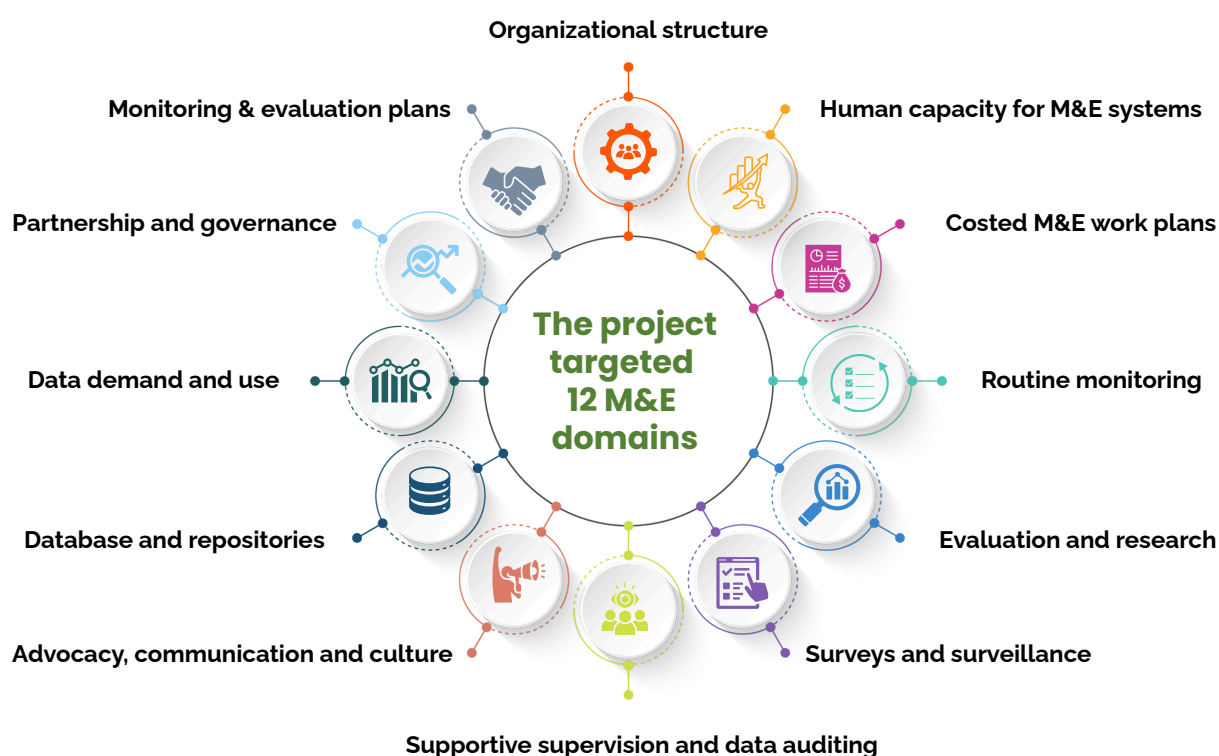 Organizational structure
Monitoring & evaluation plans
Human capacity for M&E systems
Partnership and governance
Costed M&E work plans
The project
targeted
12 M&E
domains
Data demand and use
Routine monitoring
Database and repositories
Evaluation and research
Advocacy, communication and culture
Surveys and surveillance
Supportive supervision and data auditing